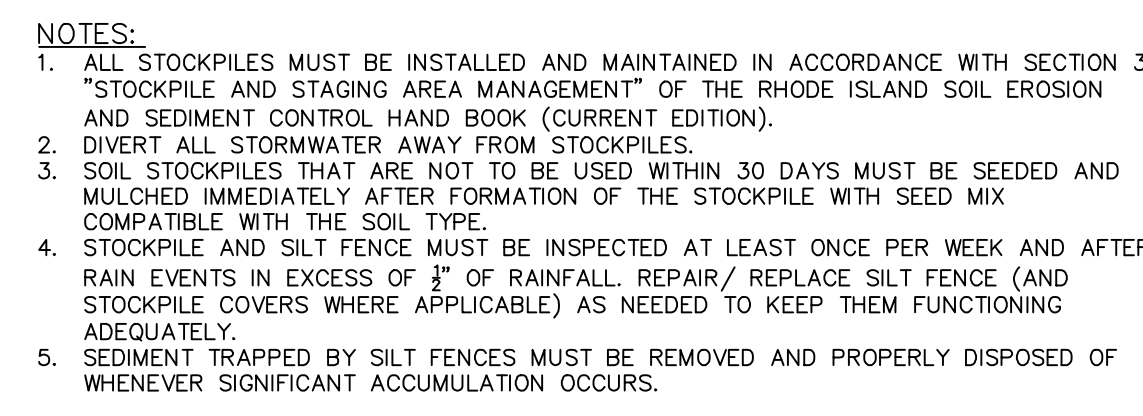 NOTES:
1. ALL STOCKPILES MUST BE INSTALLED AND MAINTAINED IN ACCORDANCE WITH SECTION 3
"STOCKPILE AND STAGING AREA MANAGEMENT" OF THE RHODE ISLAND SOIL EROSION
AND SEDIMENT CONTROL HAND BOOK (CURRENT EDITION).
2. DIVERT ALL STORMWATER AWAY FROM STOCKPILES.
3. SOIL STOCKPILES THAT ARE NOT TO BE USED WITHIN 30 DAYS MUST BE SEEDED AND
MULCHED IMMEDIATELY AFTER FORMATION OF THE STOCKPILE WITH SEED MIX
COMPATIBLE WITH THE SOIL TYPE.
4. STOCKPILE AND SILT FENCE MUST BE INSPECTED AT LEAST ONCE PER WEEK AND AFTER
RAIN EVENTS IN EXCESS OF ½" OF RAINFALL. REPAIR/ REPLACE SILT FENCE (AND
STOCKPILE COVERS WHERE APPLICABLE) AS NEEDED TO KEEP THEM FUNCTIONING
ADEQUATELY.
5. SEDIMENT TRAPPED BY SILT FENCES MUST BE REMOVED AND PROPERLY DISPOSED OF
WHENEVER SIGNIFICANT ACCUMULATION OCCURS.